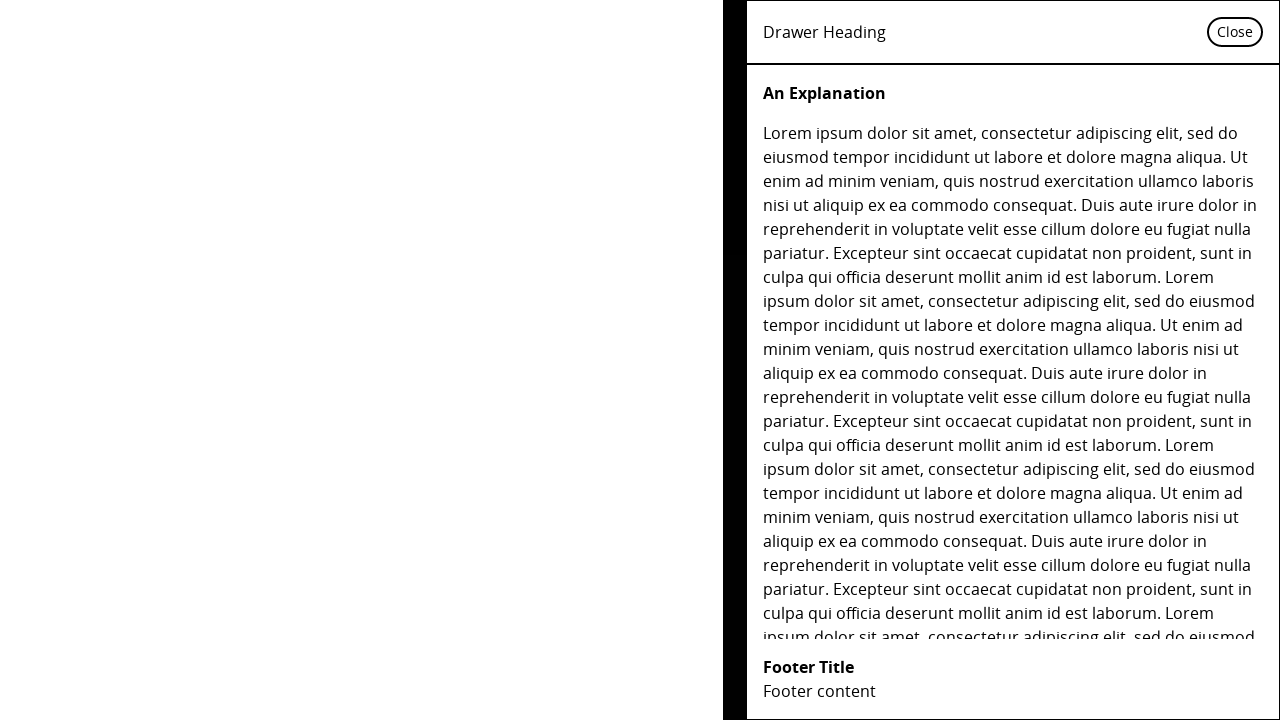 Drawer Heading
Close
An Explanation
Lorem ipsum dolor sit amet, consectetur adipiscing elit, sed do
eiusmod tempor incididunt ut labore et dolore magna aliqua. Ut
enim ad minim veniam, quis nostrud exercitation ullamco laboris
nisi ut aliquip ex ea commodo consequat. Duis aute irure dolor in
reprehenderit in voluptate velit esse cillum dolore eu fugiat nulla
pariatur. Excepteur sint occaecat cupidatat non proident, sunt in
culpa qui officia deserunt mollit anim id est laborum. Lorem
ipsum dolor sit amet, consectetur adipiscing elit, sed do eiusmod
tempor incididunt ut labore et dolore magna aliqua. Ut enim ad
minim veniam, quis nostrud exercitation ullamco laboris nisi ut
aliquip ex ea commodo consequat. Duis aute irure dolor in
reprehenderit in voluptate velit esse cillum dolore eu fugiat nulla
pariatur. Excepteur sint occaecat cupidatat non proident, sunt in
culpa qui officia deserunt mollit anim id est laborum. Lorem
ipsum dolor sit amet, consectetur adipiscing elit, sed do eiusmod
tempor incididunt ut labore et dolore magna aliqua. Ut enim ad
minim veniam, quis nostrud exercitation ullamco laboris nisi ut
aliquip ex ea commodo consequat. Duis aute irure dolor in
reprehenderit in voluptate velit esse cillum dolore eu fugiat nulla
pariatur. Excepteur sint occaecat cupidatat non proident, sunt in
culpa qui officia deserunt mollit anim id est laborum. Lorem
ipsum dolor sit amet, consectetur adipiscing elit, sed do eiusmod
Footer Title
Footer content